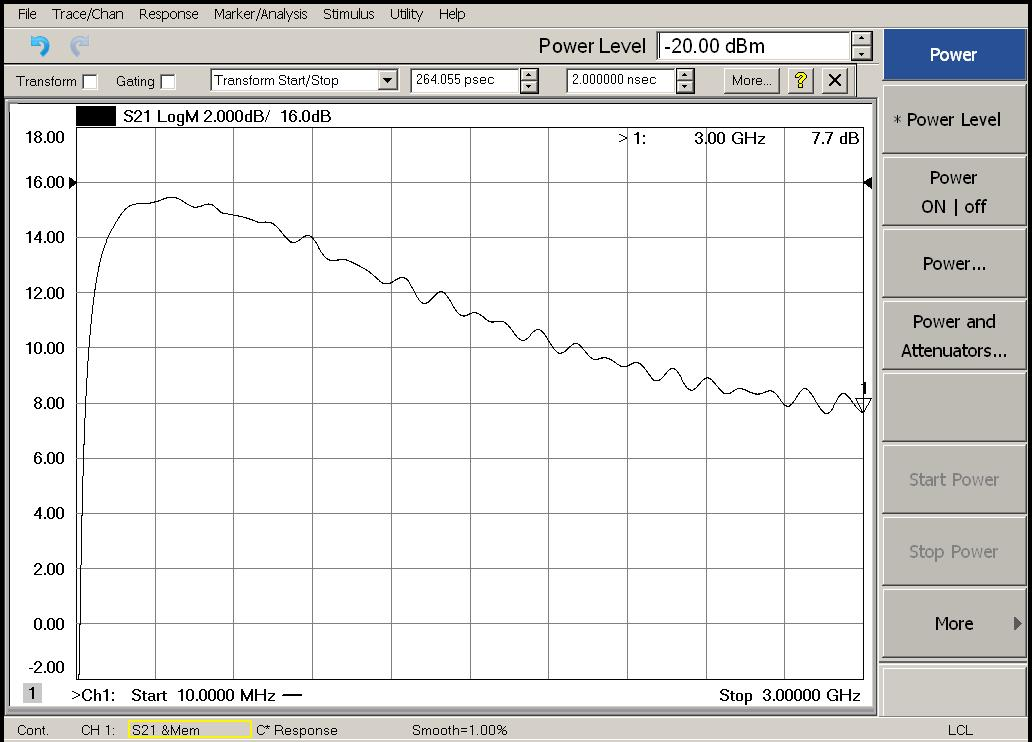 File Trace/Chan Response Marker/Analysis Stimulus Utility Help
Power Level -20.00 dBm
Transform Gating Transform Start/Stop 264.055 psec 2.000000 nsec More... ? X
S21 LogM 2.000dB/ 16.0dB
18.00
> 1: 3.00 GHz 7.7 dB
16.00
14.00
12.00
10.00
8.00
6.00
4.00
2.00
0.00
-2.00
1
1 >Ch1: Start 10.0000 MHz — Stop 3.00000 GHz
Cont. CH 1: S21 &Mem C* Response Smooth=1.00% LCL
Power
* Power Level
Power
ON | off
Power...
Power and
Attenuators...
Start Power
Stop Power
More